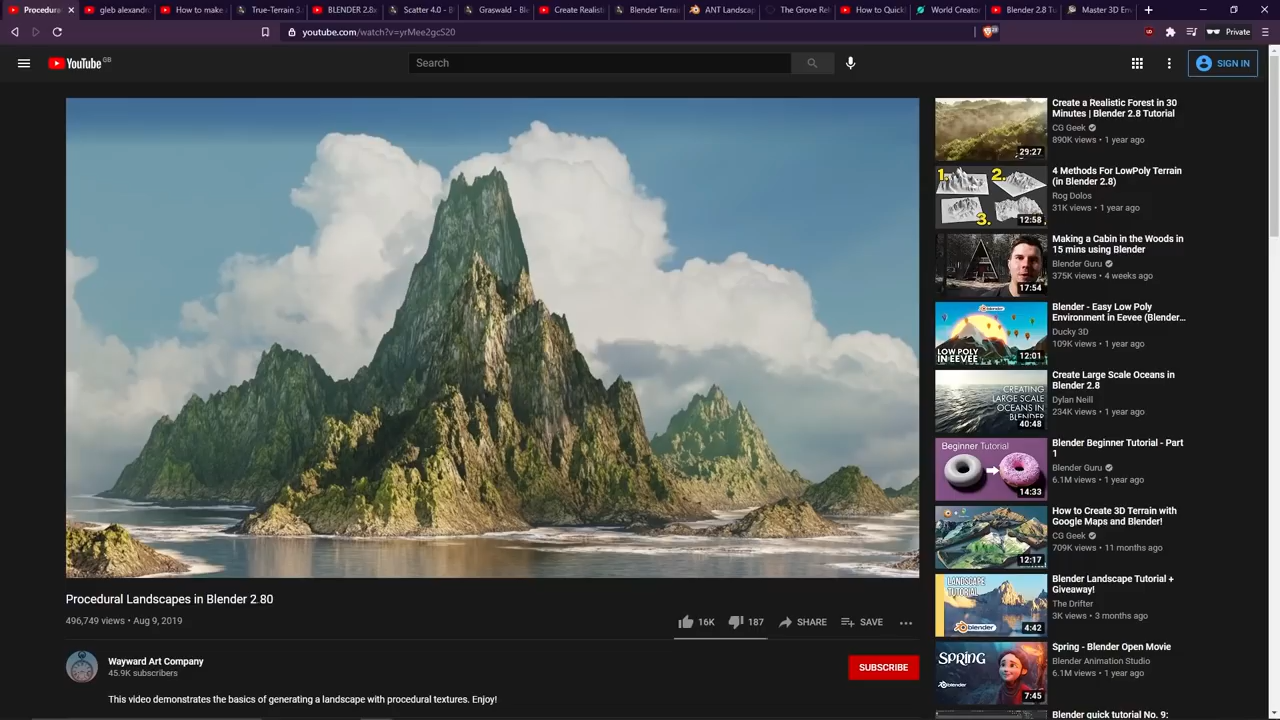 Procedural
gleb alexandro
How to make
True-Terrain 3.
BLENDER 2.8x
Scatter 4.0 - B
Graswald - Ble
Create Realisti
Blender Terrai
ANT Landscap
The Grove Rel
How to Quickl
World Creator
Blender 2.8 Tu
Master 3D Env
youtube.com/watch?v=yrMee2gcS20
Private
YouTube GB
Search
SIGN IN
Procedural Landscapes in Blender 2.80
496,749 views • Aug 9, 2019
16K
187
SHARE
SAVE
Wayward Art Company
45.9K subscribers
SUBSCRIBE
This video demonstrates the basics of generating a landscape with procedural textures. Enjoy!
29:27
Create a Realistic Forest in 30
Minutes | Blender 2.8 Tutorial
CG Geek
890K views • 1 year ago
1.
2.
3.
12:58
4 Methods For LowPoly Terrain
(in Blender 2.8)
Rog Dolos
31K views • 1 year ago
17:54
Making a Cabin in the Woods in
15 mins using Blender
Blender Guru
375K views • 4 weeks ago
blender
LOW POLY
IN EEVEE
12:01
Blender - Easy Low Poly
Environment in Eevee (Blender...
Ducky 3D
109K views • 1 year ago
CREATING
LARGE SCALE
OCEANS IN
BLENDER
40:48
Create Large Scale Oceans in
Blender 2.8
Dylan Neill
234K views • 1 year ago
Beginner Tutorial
14:33
Blender Beginner Tutorial - Part
1
Blender Guru
6.1M views • 1 year ago
12:17
How to Create 3D Terrain with
Google Maps and Blender!
CG Geek
709K views • 11 months ago
LANDSCAPE
TUTORIAL
blender
4:42
Blender Landscape Tutorial +
Giveaway!
The Drifter
3K views • 3 months ago
SPRING
blender
7:45
Spring - Blender Open Movie
Blender Animation Studio
6.1M views • 1 year ago
Blender quick tutorial No. 9: